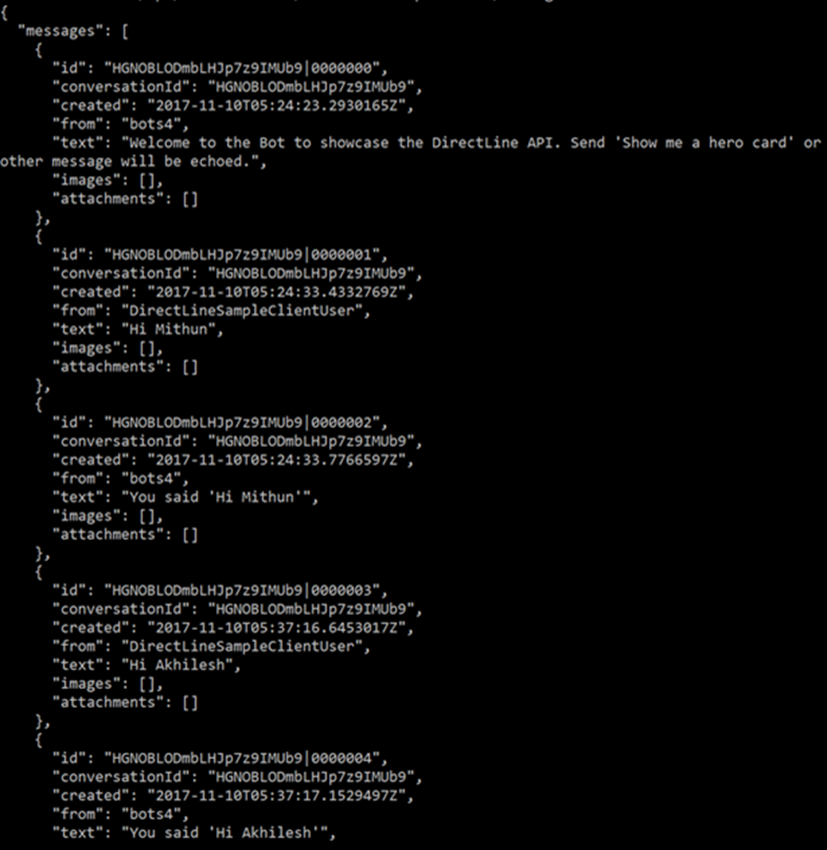 {
"messages": [
{
"id": "HGNOBLODmbLHJp7z9IMUb9|0000000",
"conversationId": "HGNOBLODmbLHJp7z9IMUb9",
"created": "2017-11-10T05:24:23.2930165Z",
"from": "bots4",
"text": "Welcome to the Bot to showcase the DirectLine API. Send 'Show me a hero card' or
other message will be echoed.",
"images": [],
"attachments": []
},
{
"id": "HGNOBLODmbLHJp7z9IMUb9|0000001",
"conversationId": "HGNOBLODmbLHJp7z9IMUb9",
"created": "2017-11-10T05:24:33.4332769Z",
"from": "DirectLineSampleClientUser",
"text": "Hi Mithun",
"images": [],
"attachments": []
},
{
"id": "HGNOBLODmbLHJp7z9IMUb9|0000002",
"conversationId": "HGNOBLODmbLHJp7z9IMUb9",
"created": "2017-11-10T05:24:33.7766597Z",
"from": "bots4",
"text": "You said 'Hi Mithun'",
"images": [],
"attachments": []
},
{
"id": "HGNOBLODmbLHJp7z9IMUb9|0000003",
"conversationId": "HGNOBLODmbLHJp7z9IMUb9",
"created": "2017-11-10T05:37:16.6453017Z",
"from": "DirectLineSampleClientUser",
"text": "Hi Akhilesh",
"images": [],
"attachments": []
},
{
"id": "HGNOBLODmbLHJp7z9IMUb9|0000004",
"conversationId": "HGNOBLODmbLHJp7z9IMUb9",
"created": "2017-11-10T05:37:17.1529497Z",
"from": "bots4",
"text": "You said 'Hi Akhilesh'",